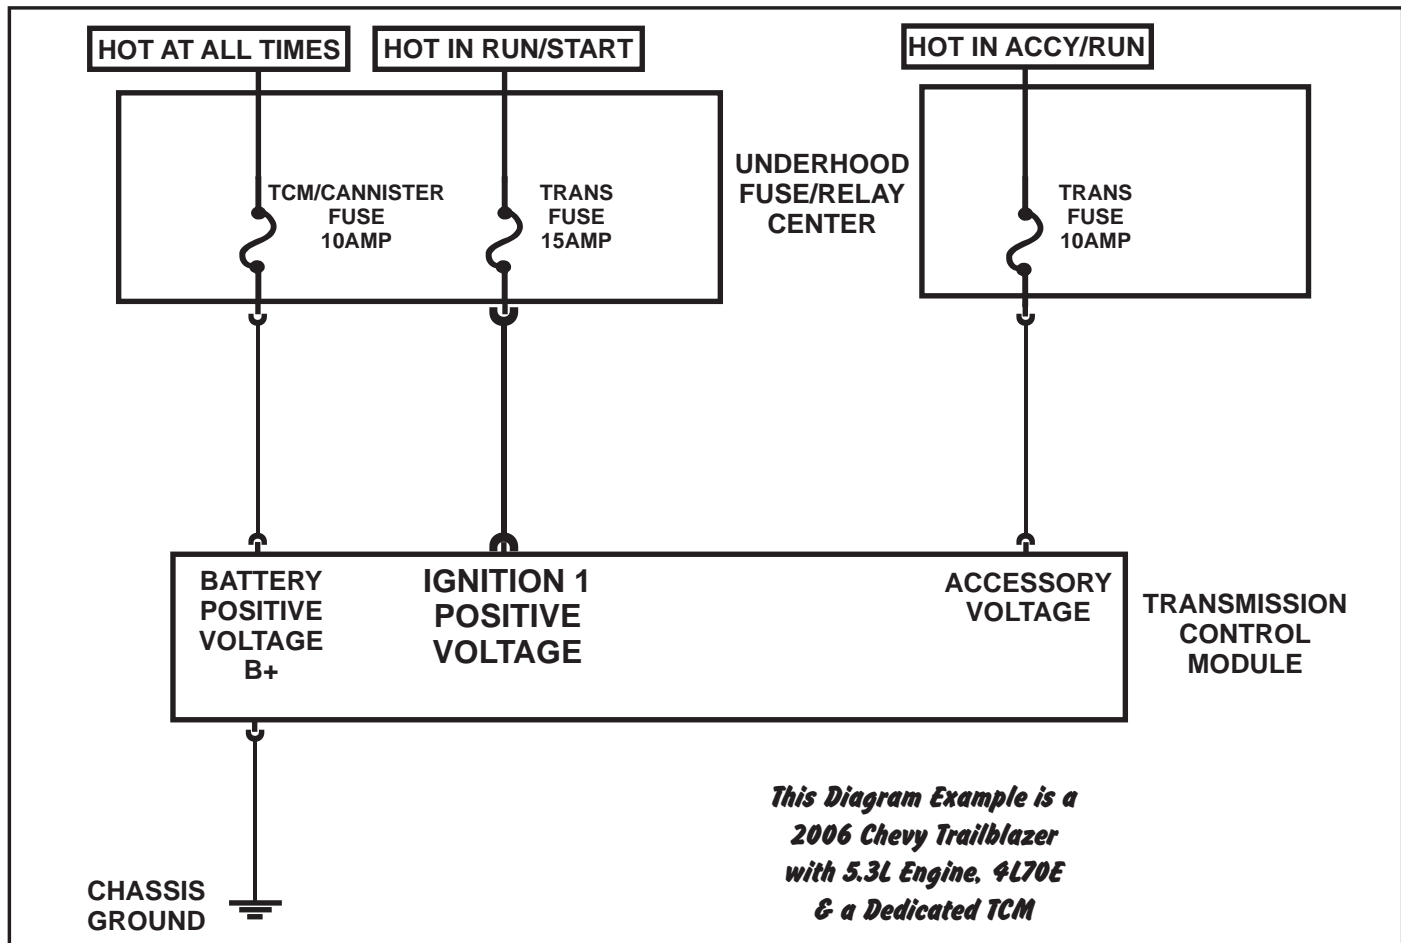 HOT AT ALL TIMES
HOT IN RUN/START
HOT IN ACCY/RUN
TCM/CANNISTER
FUSE
10AMP
TRANS
FUSE
15AMP
UNDERHOOD
FUSE/RELAY
CENTER
TRANS
FUSE
10AMP
BATTERY
POSITIVE
VOLTAGE
B+
IGNITION 1
POSITIVE
VOLTAGE
ACCESSORY
VOLTAGE
TRANSMISSION
CONTROL
MODULE
This Diagram Example is a
2006 Chevy Trailblazer
with 5.3L Engine, 4L70E
& a Dedicated TCM
CHASSIS
GROUND